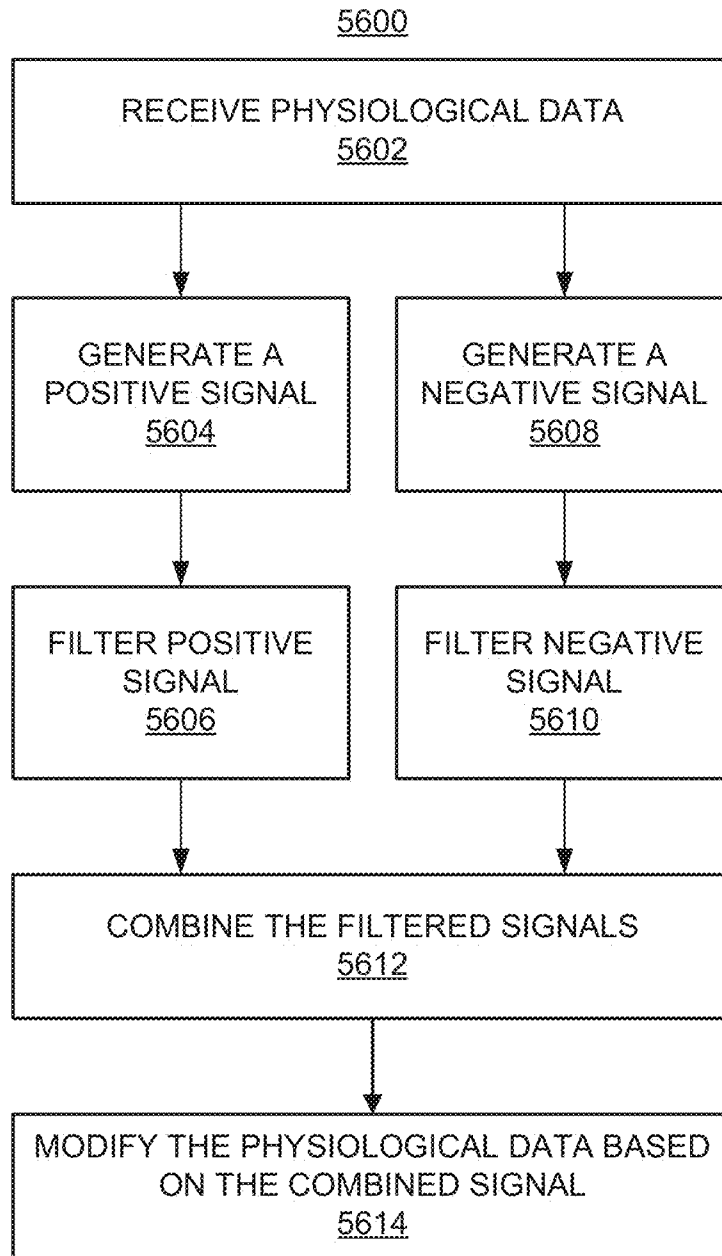 5600
RECEIVE PHYSIOLOGICAL DATA
5602
GENERATE A
POSITIVE SIGNAL
5604
GENERATE A
NEGATIVE SIGNAL
5608
FILTER POSITIVE
SIGNAL
5606
FILTER NEGATIVE
SIGNAL
5610
COMBINE THE FILTERED SIGNALS
5612
MODIFY THE PHYSIOLOGICAL DATA BASED
ON THE COMBINED SIGNAL
5614